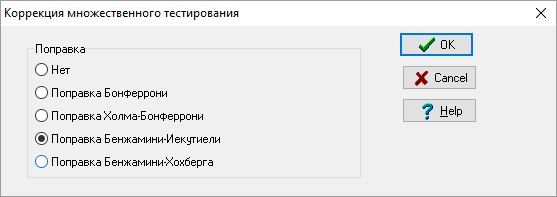 Коррекция множественного тестирования
Поправка
Нет
Поправка Бонферрони
Поправка Холма-Бонферрони
Поправка Бенжамини-Иекутиели
Поправка Бенжамини-Хохберга
OK
Cancel
Help